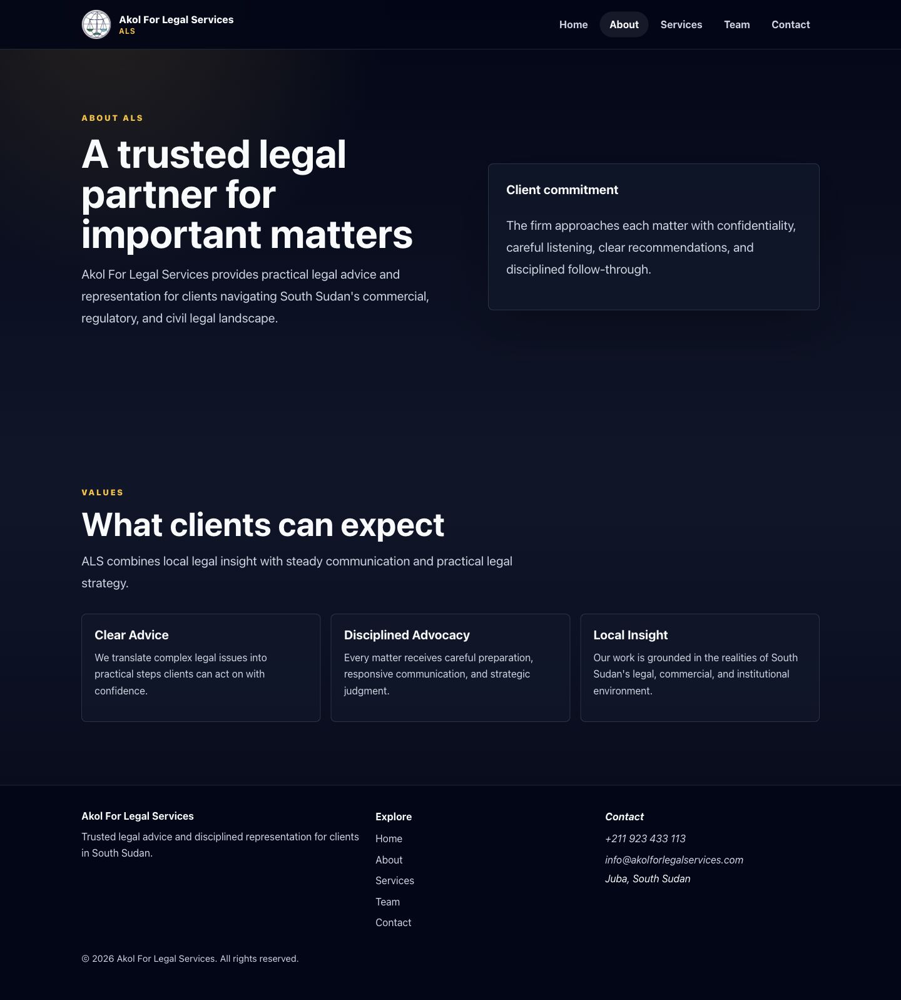 Akol For Legal Services
ALS
Home
About
Services
Team
Contact
ABOUT ALS
A trusted legal
partner for
important matters
Akol For Legal Services provides practical legal advice and
representation for clients navigating South Sudan's commercial,
regulatory, and civil legal landscape.
Client commitment
The firm approaches each matter with confidentiality,
careful listening, clear recommendations, and
disciplined follow-through.
VALUES
What clients can expect
ALS combines local legal insight with steady communication and practical legal
strategy.
Clear Advice
We translate complex legal issues into
practical steps clients can act on with
confidence.
Disciplined Advocacy
Every matter receives careful preparation,
responsive communication, and strategic
judgment.
Local Insight
Our work is grounded in the realities of South
Sudan's legal, commercial, and institutional
environment.
Akol For Legal Services
Trusted legal advice and disciplined representation for clients
in South Sudan.
Explore
Home
About
Services
Team
Contact
Contact
+211 923 433 113
info@akolforlegalservices.com
Juba, South Sudan
© 2026 Akol For Legal Services. All rights reserved.